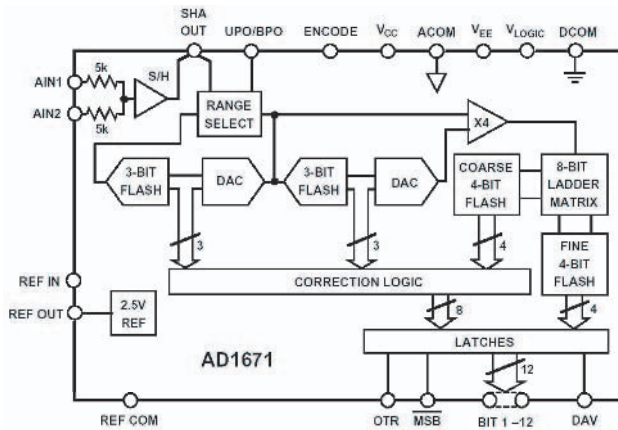 SHA
OUT
UPO/BPO
ENCODE
VCC
ACOM
VEE
VLOGIC
DCOM
AIN1
5k
S/H
AIN2
5k
RANGE
SELECT
X4
3-BIT
FLASH
DAC
3-BIT
FLASH
DAC
COARSE
4-BIT
FLASH
8-BIT
LADDER
MATRIX
3
3
4
FINE
4-BIT
FLASH
REF IN
CORRECTION LOGIC
REF OUT
2.5V
REF
8
4
LATCHES
AD1671
12
REF COM
OTR
MSB
BIT 1 –12
DAV